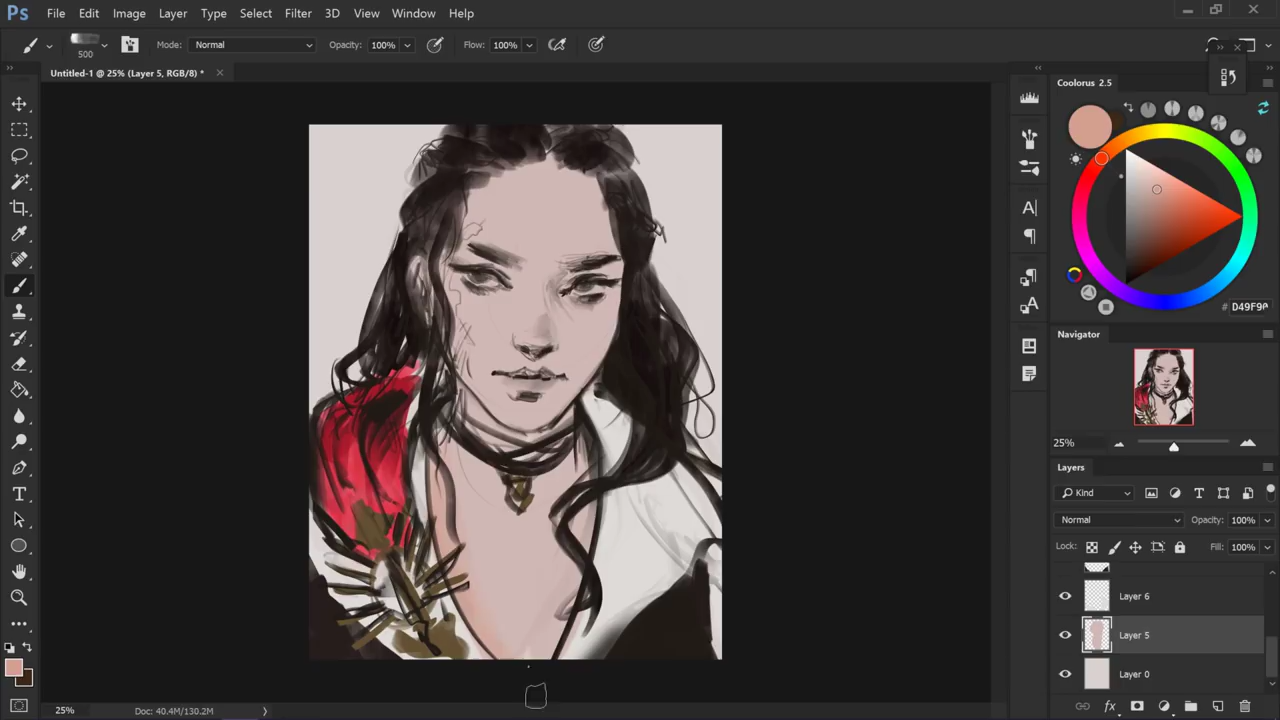 Ps File Edit Image Layer Type Select Filter 3D View Window Help
500 Mode: Normal Opacity: 100% Flow: 100%
Untitled-1 @ 25% (Layer 5, RGB/8) *
Coolorus 2.5
# D49F90
Navigator
25%
Layers
Kind
Normal Opacity: 100%
Lock: Fill: 100%
Layer 6
Layer 5
Layer 0
fx
25% Doc: 40.4M/130.2M